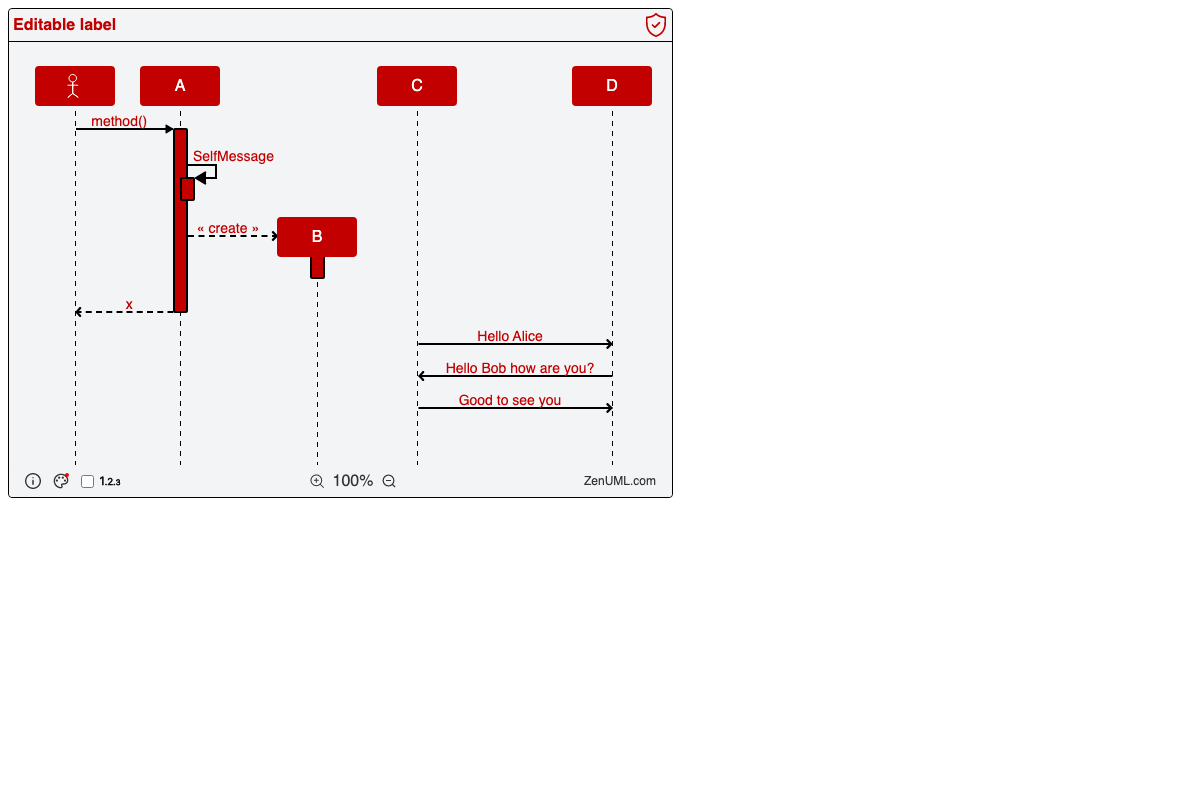 Editable label
A
C
D
method()
SelfMessage
« create »
B
x
Hello Alice
Hello Bob how are you?
Good to see you
1.2.3
100%
ZenUML.com